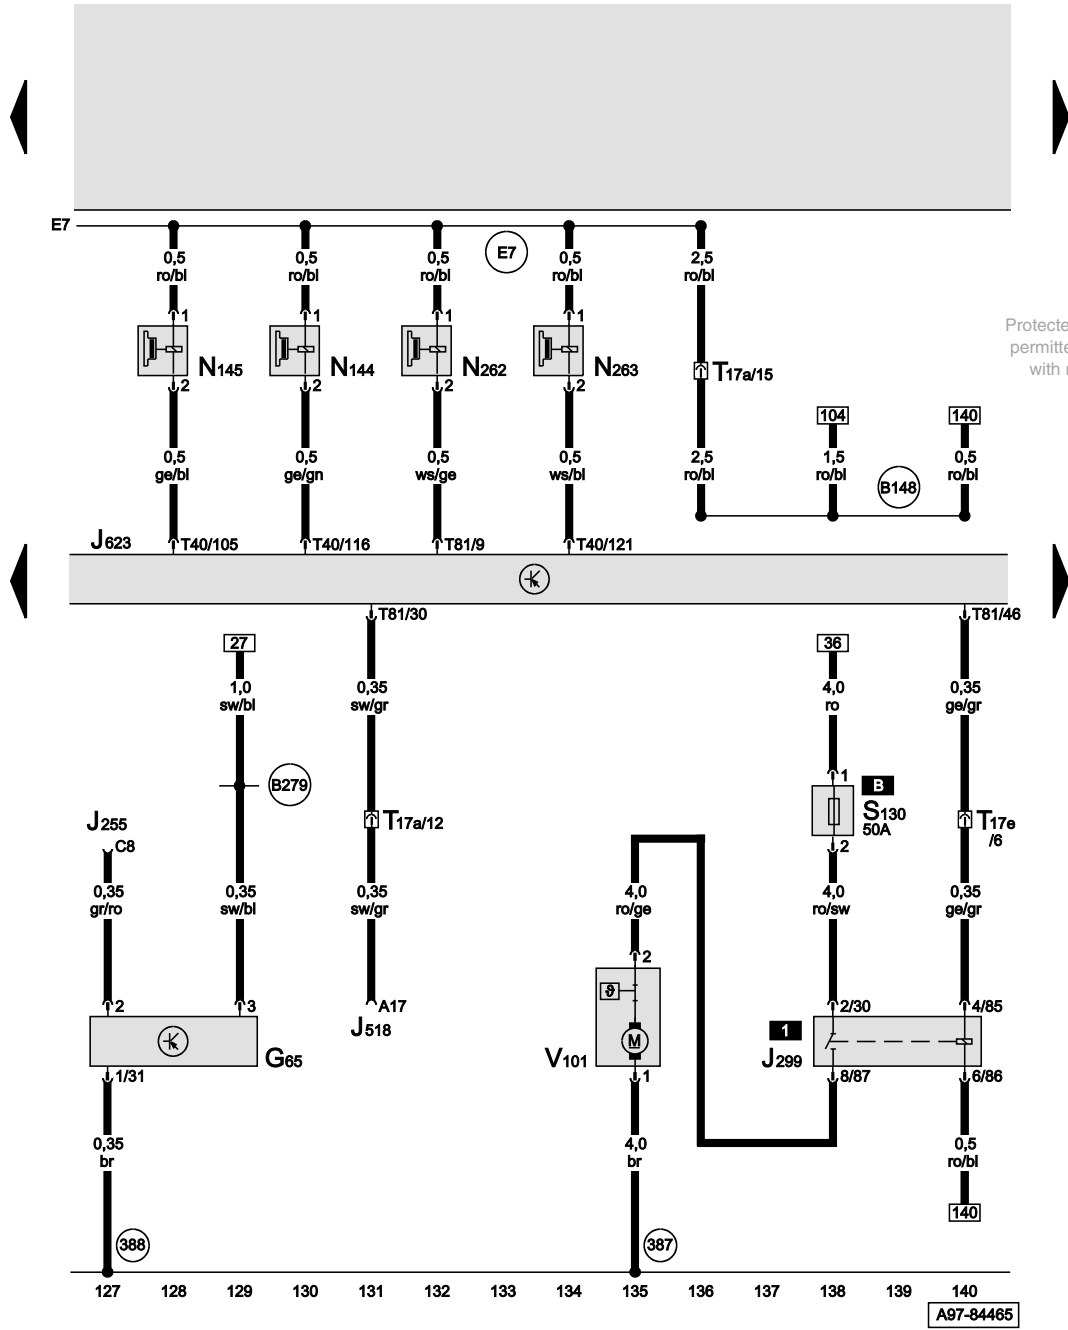 E7
E7
0,5 0,5 0,5 0,5 2,5
ro/bl ro/bl ro/bl ro/bl ro/bl
1 1 1 1
Protecte
permitte
with
N145 N144 N262 N263 T17a/15
2 2 2 2
104 140
0,5 0,5 0,5 0,5 2,5 1,5 0,5
ge/bl ge/gn ws/ge ws/bl ro/bl ro/bl ro/bl
B148
J623 T40/105 T40/116 T81/9 T40/121
T81/30 T81/46
27 36
1,0 0,35 4,0 0,35
sw/bl sw/gr ro ge/gr
1
B279 B
S130
50A
J255 T17a/12 T17e
/6
C8 2
0,35 0,35 0,35 4,0 4,0 0,35
gr/ro sw/bl sw/gr ro/ge ro/sw ge/gr
2
2 3 A17 2/30 4/85
J518
1
M
G65 V101 J299
1/31 1 8/87 6/86
0,35 4,0 0,5
br br ro/bl
140
388 387
127 128 129 130 131 132 133 134 135 136 137 138 139 140
A97-84465